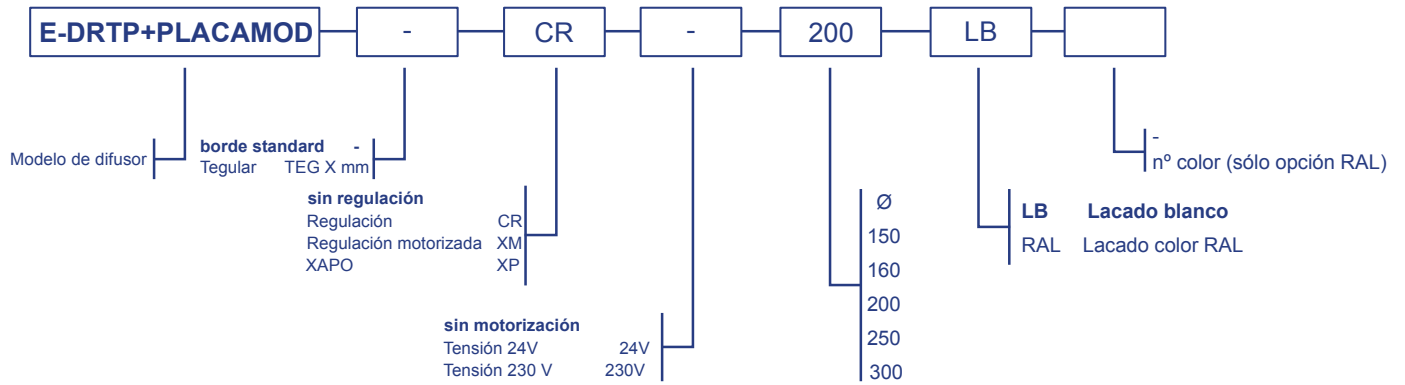 E-DRTP+PLACAMOD - CR - 200 LB
Modelo de difusor
borde standard -
Tegular TEG X mm
sin regulación
Regulación CR
Regulación motorizada XM
XAPO XP
sin motorización
Tensión 24V 24V
Tensión 230 V 230V
Ø
150
160
200
250
300
LB Lacado blanco
RAL Lacado color RAL
-
nº color (sólo opción RAL)